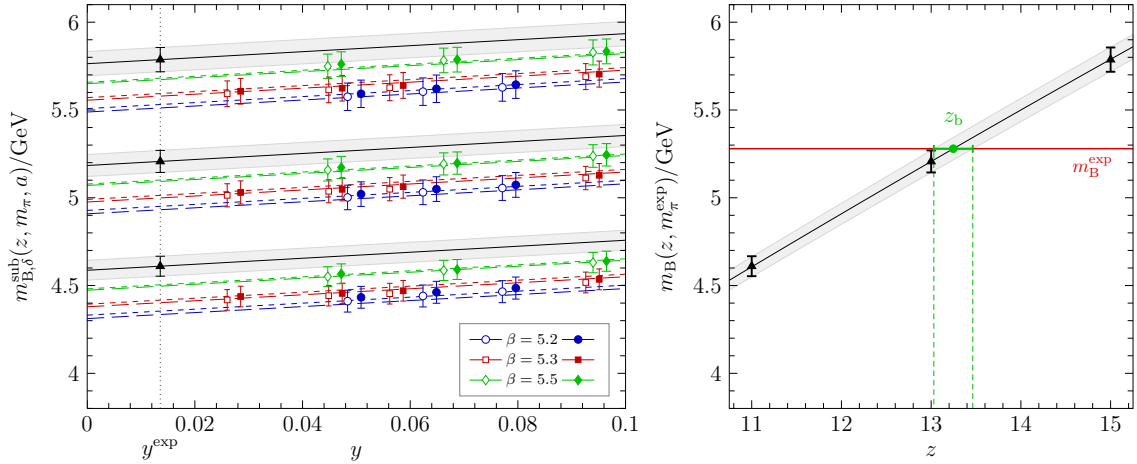 m_{B,δ}^{sub}(z, m_π, a)/GeV
6
5.5
5
4.5
4
0
0.02
0.04
0.06
0.08
0.1
y^{exp}
y
β = 5.2
β = 5.3
β = 5.5
m_B(z, m_π^{exp})/GeV
6
5.5
5
4.5
4
11
12
13
14
15
z
z_b
m_B^{exp}